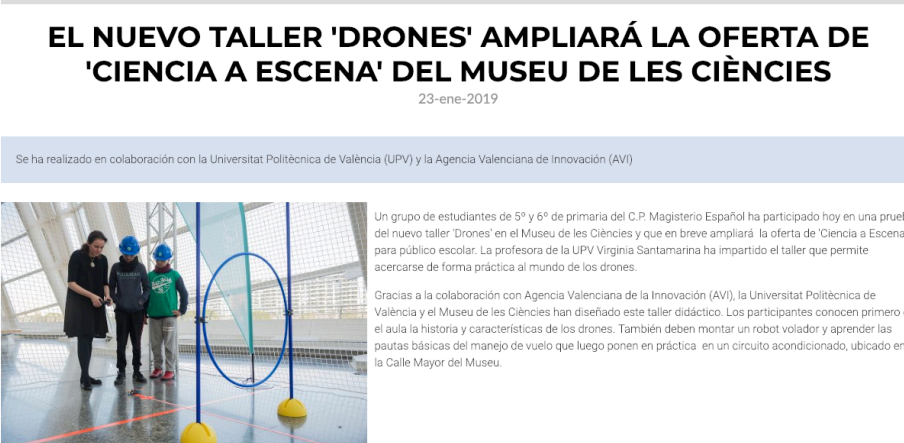 EL NUEVO TALLER 'DRONES' AMPLIARÁ LA OFERTA DE
'CIENCIA A ESCENA' DEL MUSEU DE LES CIÈNCIES
23-ene-2019
Se ha realizado en colaboración con la Universitat Politècnica de València (UPV) y la Agencia Valenciana de Innovación (AVI)
Un grupo de estudiantes de 5º y 6º de primaria del C.P. Magisterio Español ha participado hoy en una
del nuevo taller 'Drones' en el Museu de les Ciències y que en breve ampliará la oferta de 'Ciencia a Escena
para público escolar. La profesora de la UPV Virginia Santamarina ha impartido el taller que permite
acercarse de forma práctica al mundo de los drones.
Gracias a la colaboración con Agencia Valenciana de la Innovación (AVI), la Universitat Politècnica de
València y el Museu de les Ciències han diseñado este taller didáctico. Los participantes conocen primero
el aula la historia y características de los drones. También deben montar un robot volador y aprender las
pautas básicas del manejo de vuelo que luego ponen en práctica en un circuito acondicionado, ubicado en
la Calle Mayor del Museu.